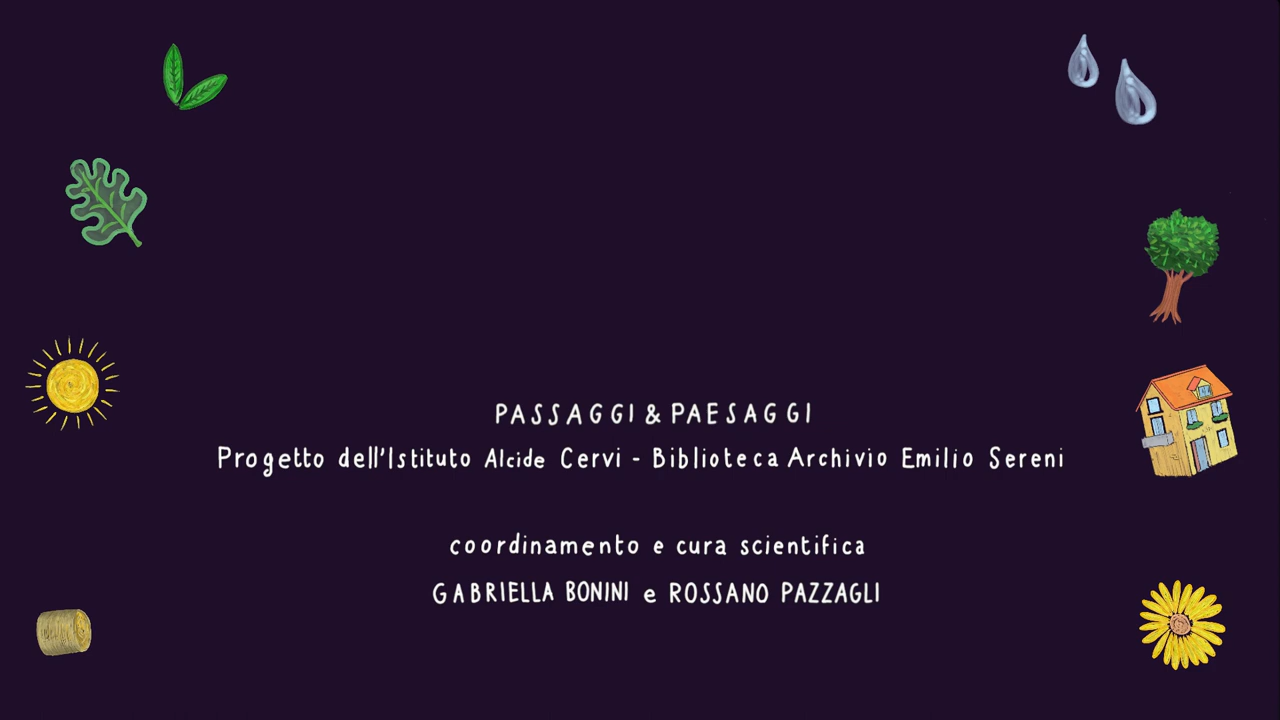 PASSAGGI & PAESAGGI
Progetto dell'Istituto Alcide Cervi - Biblioteca Archivio Emilio Sereni
coordinamento e cura scientifica
GABRIELLA BONINI e ROSSANO PAZZAGLI